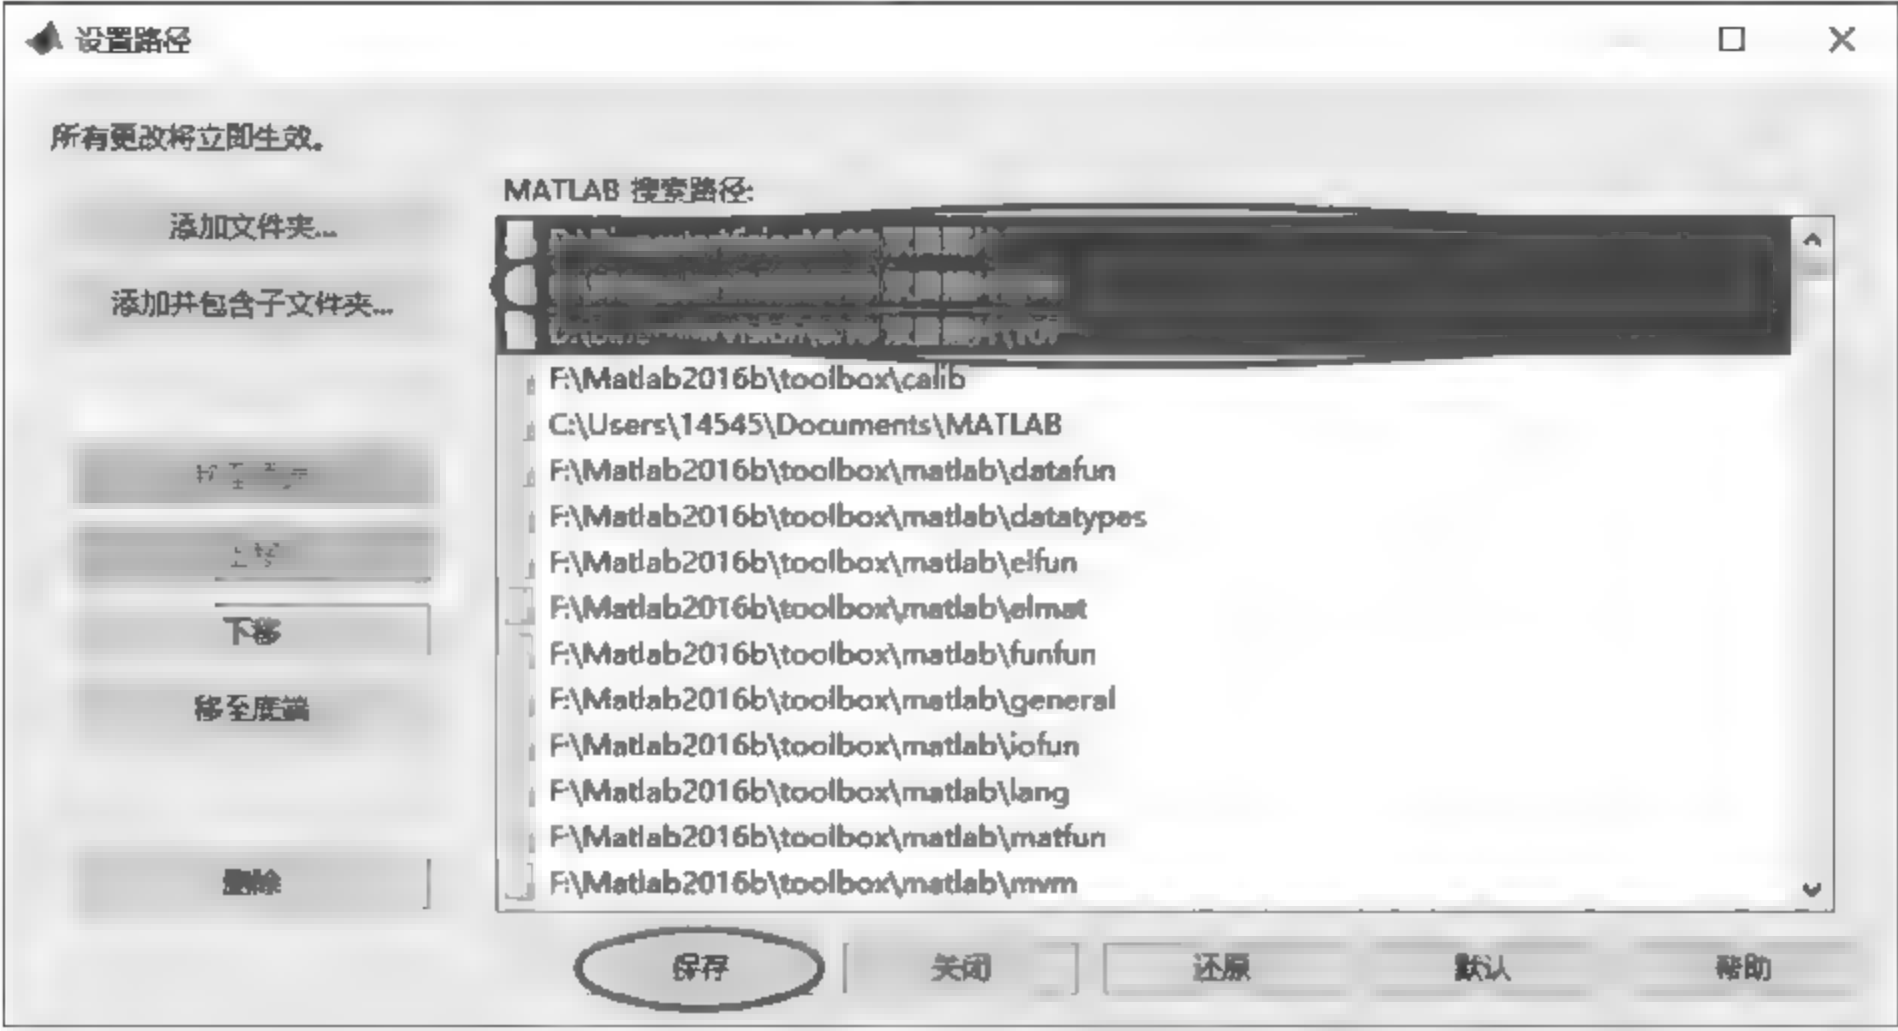 设置路径
所有更改将立即生效。
MATLAB 搜索路径:
添加文件夹...
添加并包含子文件夹...
下移
移至底端
删除
F:\Matlab2016b\toolbox\calib
C:\Users\14545\Documents\MATLAB
F:\Matlab2016b\toolbox\matlab\datafun
F:\Matlab2016b\toolbox\matlab\datatypes
F:\Matlab2016b\toolbox\matlab\elfun
F:\Matlab2016b\toolbox\matlab\elmat
F:\Matlab2016b\toolbox\matlab\funfun
F:\Matlab2016b\toolbox\matlab\general
F:\Matlab2016b\toolbox\matlab\iofun
F:\Matlab2016b\toolbox\matlab\lang
F:\Matlab2016b\toolbox\matlab\matfun
F:\Matlab2016b\toolbox\matlab\mvm
保存 关闭 还原 默认 帮助